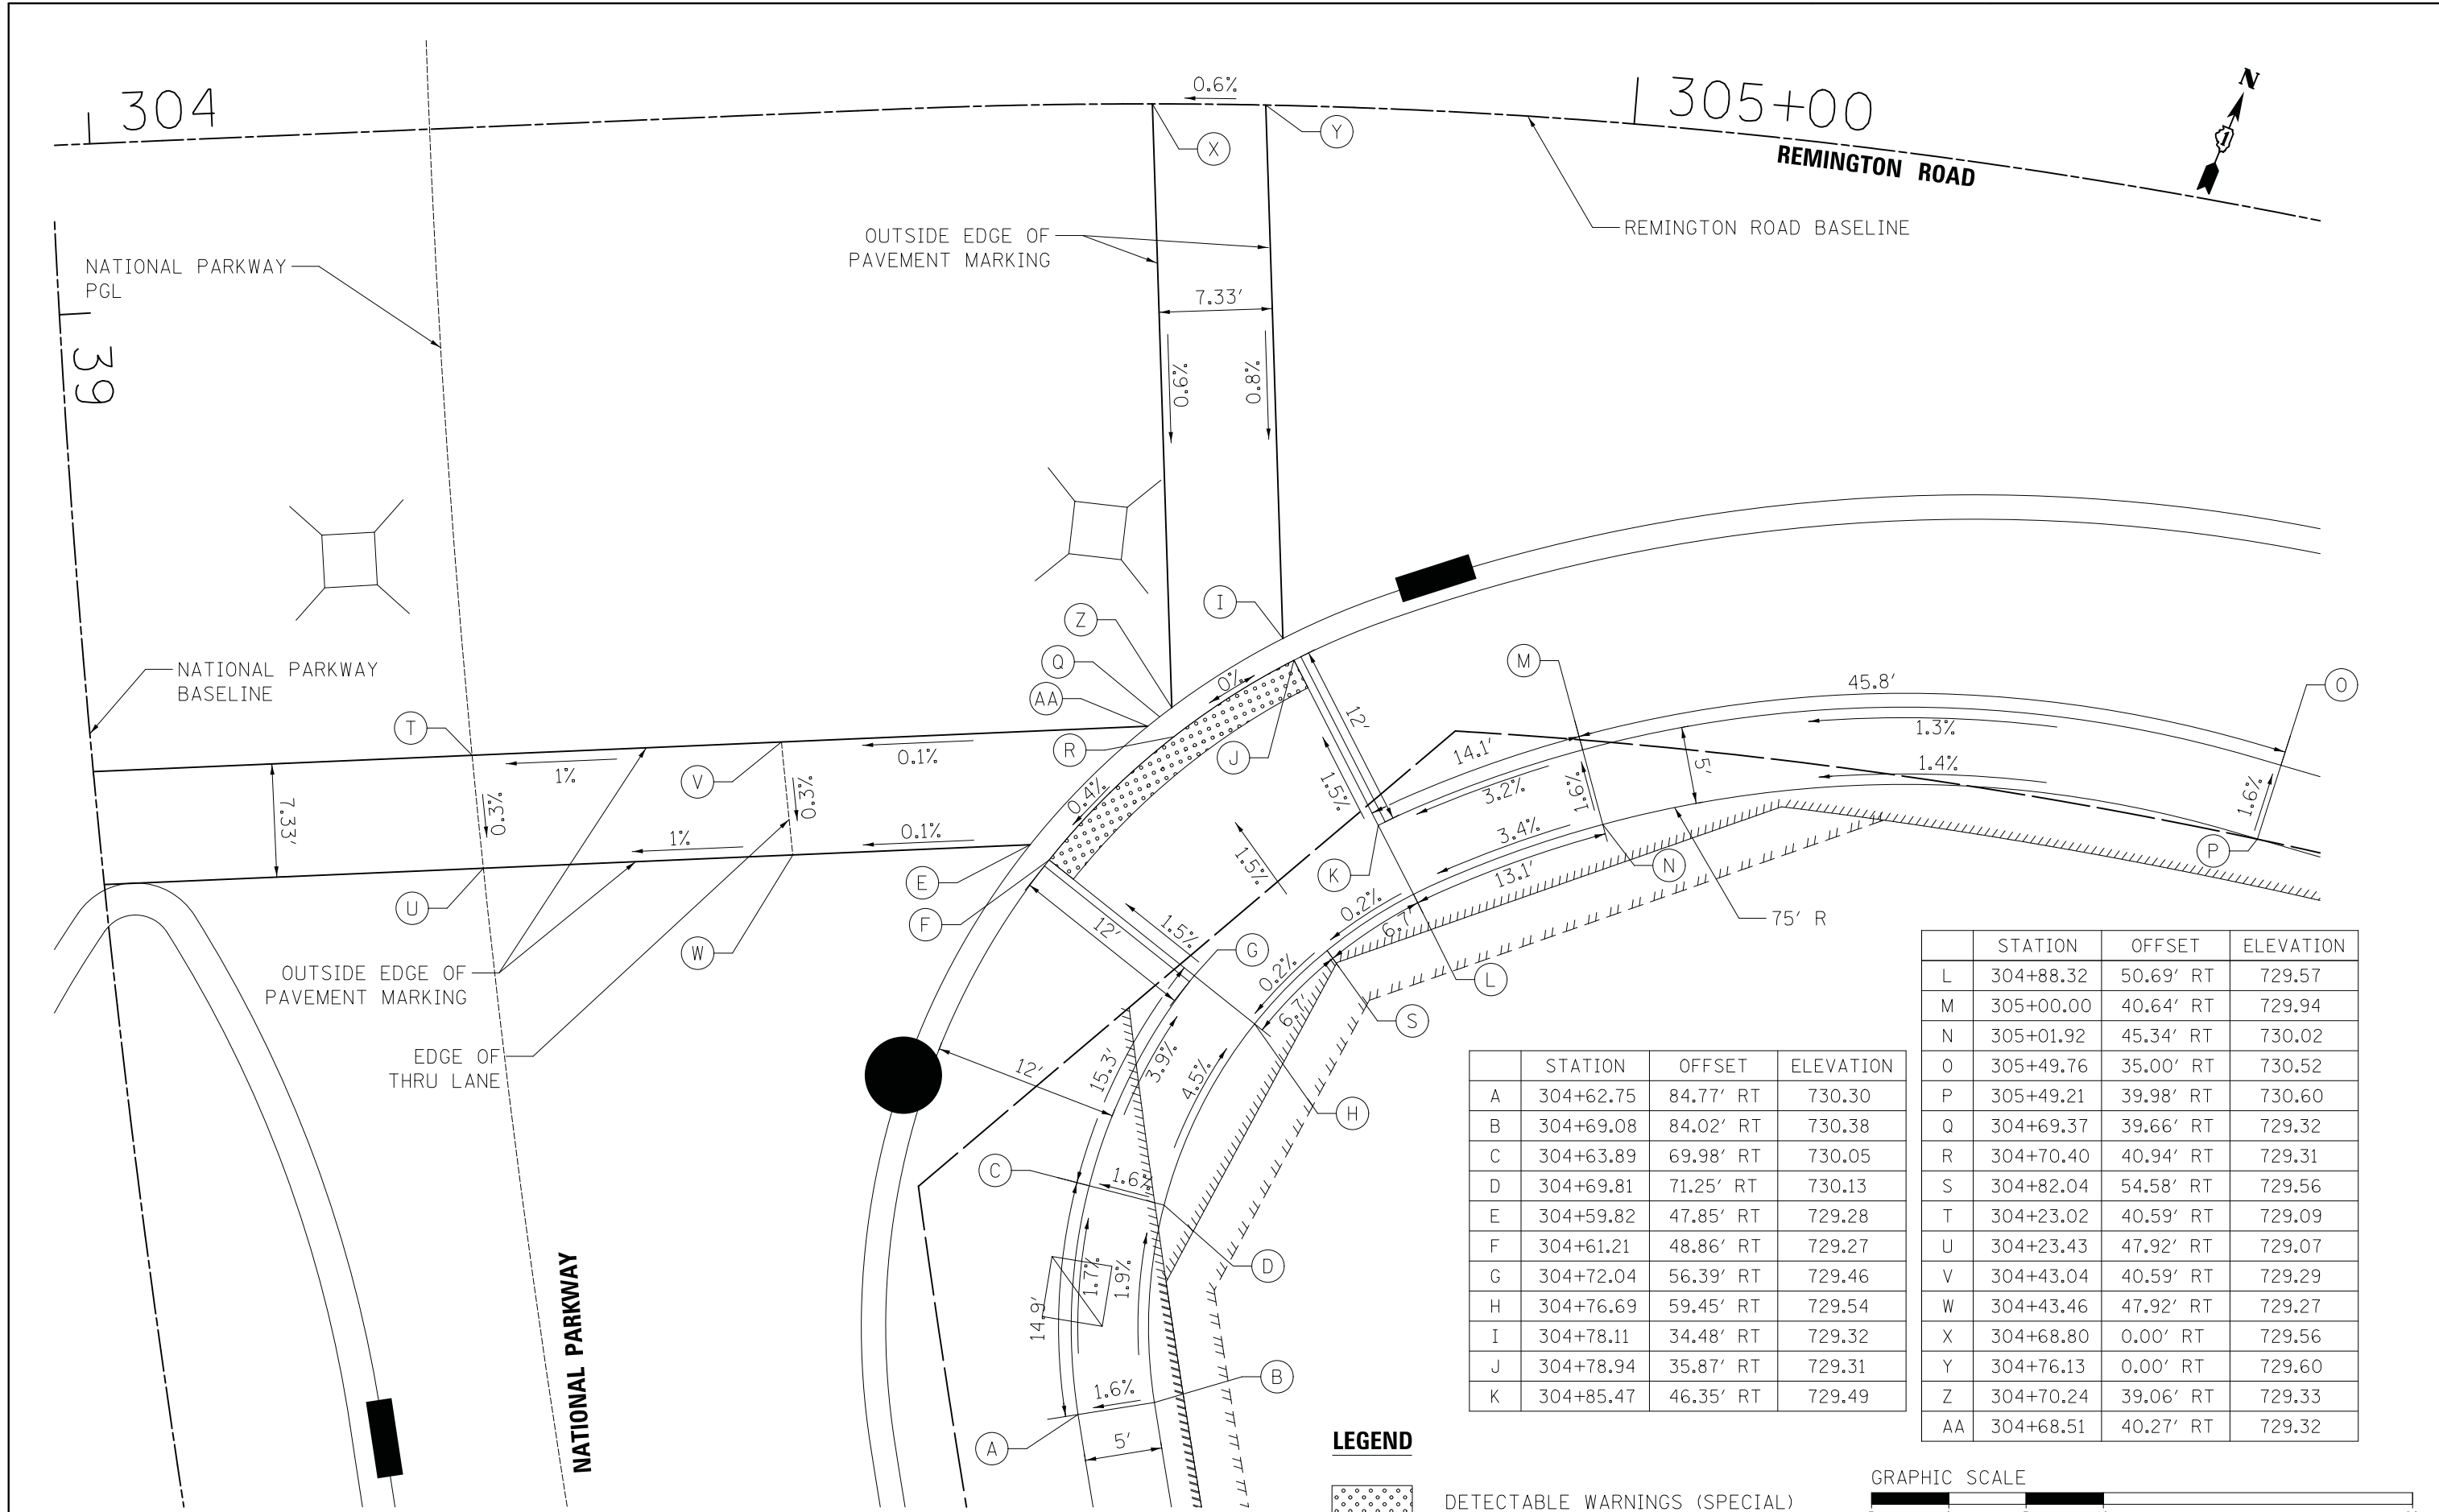 304
0.6%
305+00
N
1
X
Y
REMINGTON ROAD
REMINGTON ROAD BASELINE
OUTSIDE EDGE OF
PAVEMENT MARKING
NATIONAL PARKWAY
PGL
7.33'
39
0.9%
0.8%
Z
I
Q
AA
M
O
NATIONAL PARKWAY
BASELINE
T
0%
45.8'
12'
R
J
14.1'
1.3%
1%
V
0.1%
5'
1.4%
7.33'
0.3%
0.3%
0.4%
1.5%
3.2%
1.6%
1.6%
1%
0.1%
3.4%
P
E
1.5%
K
13.1'
N
U
F
12'
1.5%
0.2%
6.7'
75' R
W
G
OUTSIDE EDGE OF
PAVEMENT MARKING
0.2%
L
6.7'
S
EDGE OF
THRU LANE
12'
15.3'
3.9%
4.5%
H
C
1.6%
D
1.7%
1.9%
14.9'
NATIONAL PARKWAY
1.6%
B
A
5'
STATION OFFSET ELEVATION
A 304+62.75 84.77' RT 730.30
B 304+69.08 84.02' RT 730.38
C 304+63.89 69.98' RT 730.05
D 304+69.81 71.25' RT 730.13
E 304+59.82 47.85' RT 729.28
F 304+61.21 48.86' RT 729.27
G 304+72.04 56.39' RT 729.46
H 304+76.69 59.45' RT 729.54
I 304+78.11 34.48' RT 729.32
J 304+78.94 35.87' RT 729.31
K 304+85.47 46.35' RT 729.49
STATION OFFSET ELEVATION
L 304+88.32 50.69' RT 729.57
M 305+00.00 40.64' RT 729.94
N 305+01.92 45.34' RT 730.02
O 305+49.76 35.00' RT 730.52
P 305+49.21 39.98' RT 730.60
Q 304+69.37 39.66' RT 729.32
R 304+70.40 40.94' RT 729.31
S 304+82.04 54.58' RT 729.56
T 304+23.02 40.59' RT 729.09
U 304+23.43 47.92' RT 729.07
V 304+43.04 40.59' RT 729.29
W 304+43.46 47.92' RT 729.27
X 304+68.80 0.00' RT 729.56
Y 304+76.13 0.00' RT 729.60
Z 304+70.24 39.06' RT 729.33
AA 304+68.51 40.27' RT 729.32
LEGEND
DETECTABLE WARNINGS (SPECIAL)
GRAPHIC SCALE